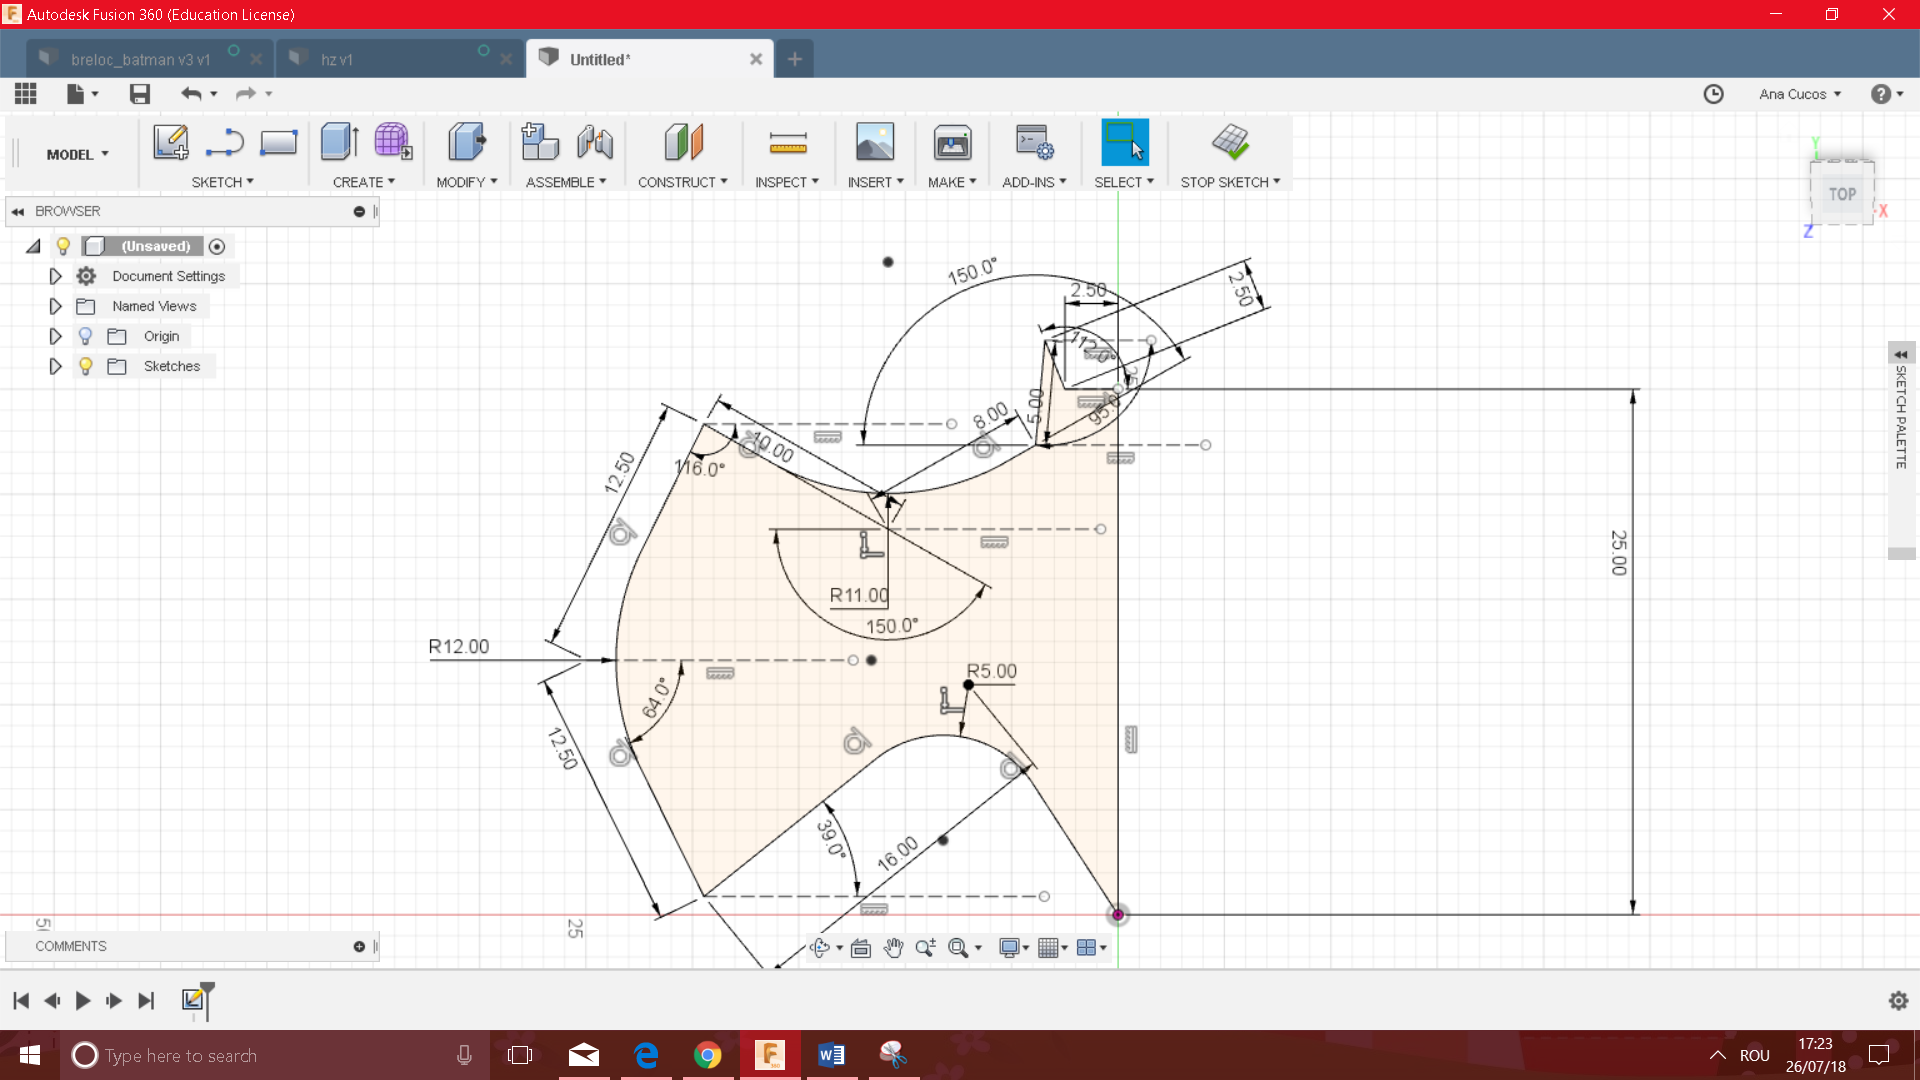 Autodesk Fusion 360 (Education License)
breloc_batman v3 v1
hz v1
Untitled*
Ana Cucos
MODEL
SKETCH
CREATE
MODIFY
ASSEMBLE
CONSTRUCT
INSPECT
INSERT
MAKE
ADD-INS
SELECT
STOP SKETCH
BROWSER
(Unsaved)
Document Settings
Named Views
Origin
Sketches
Y
TOP
X
Z
SKETCH PALETTE
150.0°
2.50
2.50
112.0°
5.00
95.0
8.00
10.00
116.0°
12.50
25.00
R11.00
150.0°
R12.00
R5.00
64.0°
12.50
39.0°
16.00
25
COMMENTS
Type here to search
ROU
17:23
26/07/18